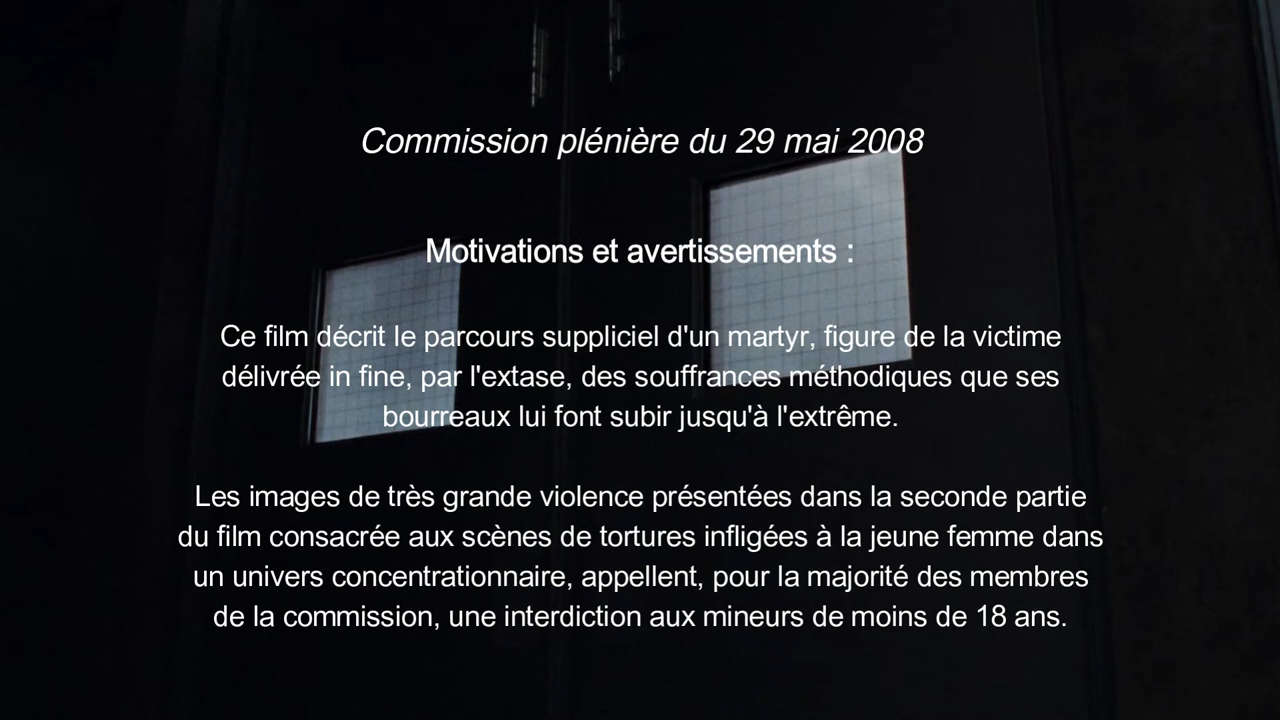 Commission plénière du 29 mai 2008
Motivations et avertissements :
Ce film décrit le parcours suppliciel d'un martyr, figure de la victime
délivrée in fine, par l'extase, des souffrances méthodiques que ses
bourreaux lui font subir jusqu'à l'extrême.
Les images de très grande violence présentées dans la seconde partie
du film consacrée aux scènes de tortures infligées à la jeune femme dans
un univers concentrationnaire, appellent, pour la majorité des membres
de la commission, une interdiction aux mineurs de moins de 18 ans.